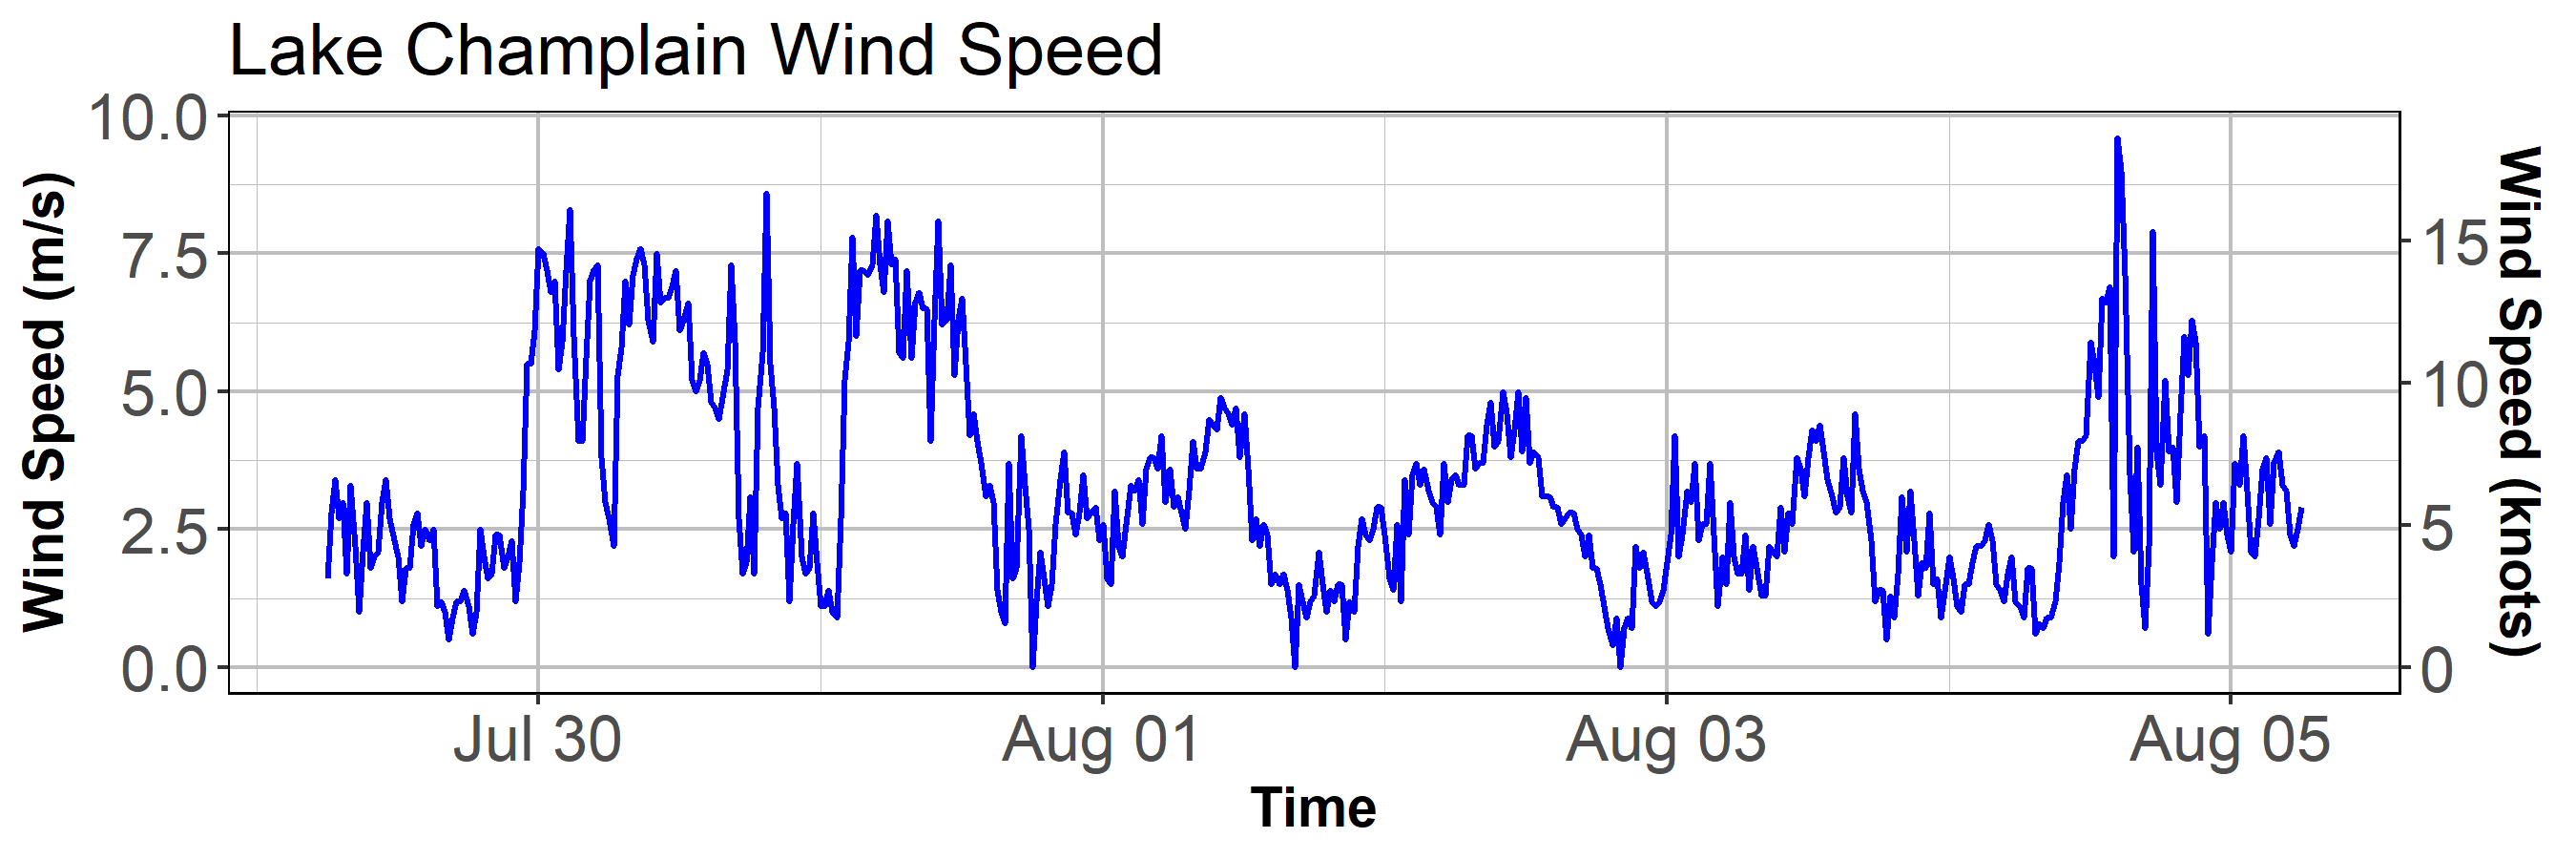 Lake Champlain Wind Speed
Wind Speed (m/s)
10.0
7.5
5.0
2.5
0.0
Wind Speed (knots)
15
10
5
0
Jul 30
Aug 01
Aug 03
Aug 05
Time